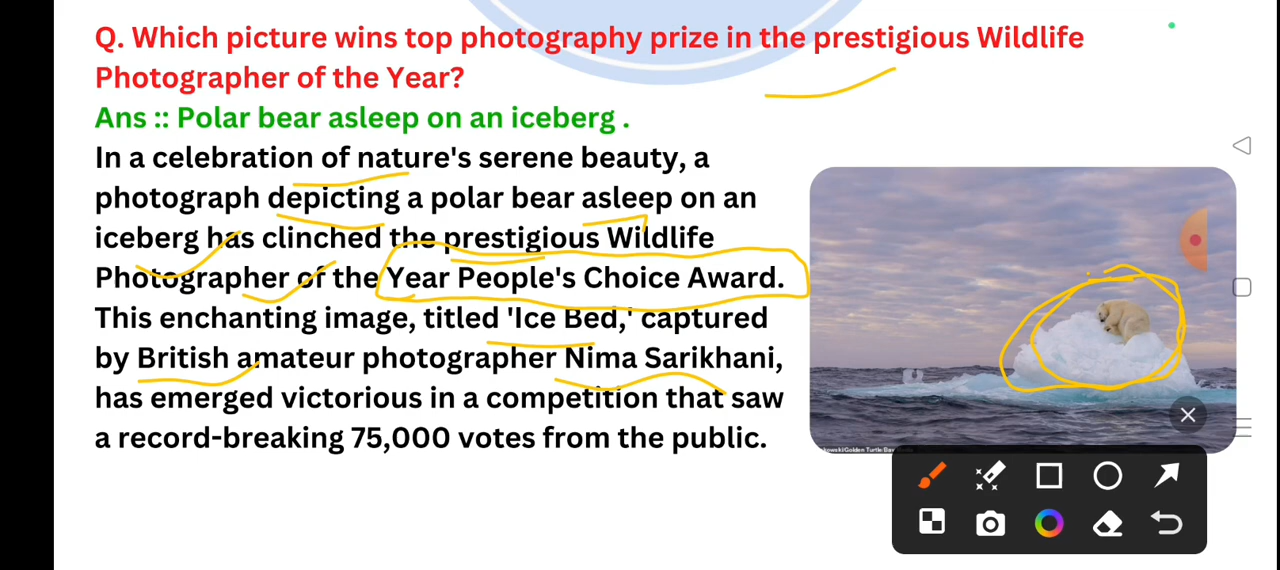 Q. Which picture wins top photography prize in the prestigious Wildlife
Photographer of the Year?
Ans :: Polar bear asleep on an iceberg .
In a celebration of nature's serene beauty, a
photograph depicting a polar bear asleep on an
iceberg has clinched the prestigious Wildlife
Photographer of the Year People's Choice Award.
This enchanting image, titled 'Ice Bed,' captured
by British amateur photographer Nima Sarikhani,
has emerged victorious in a competition that saw
a record-breaking 75,000 votes from the public.